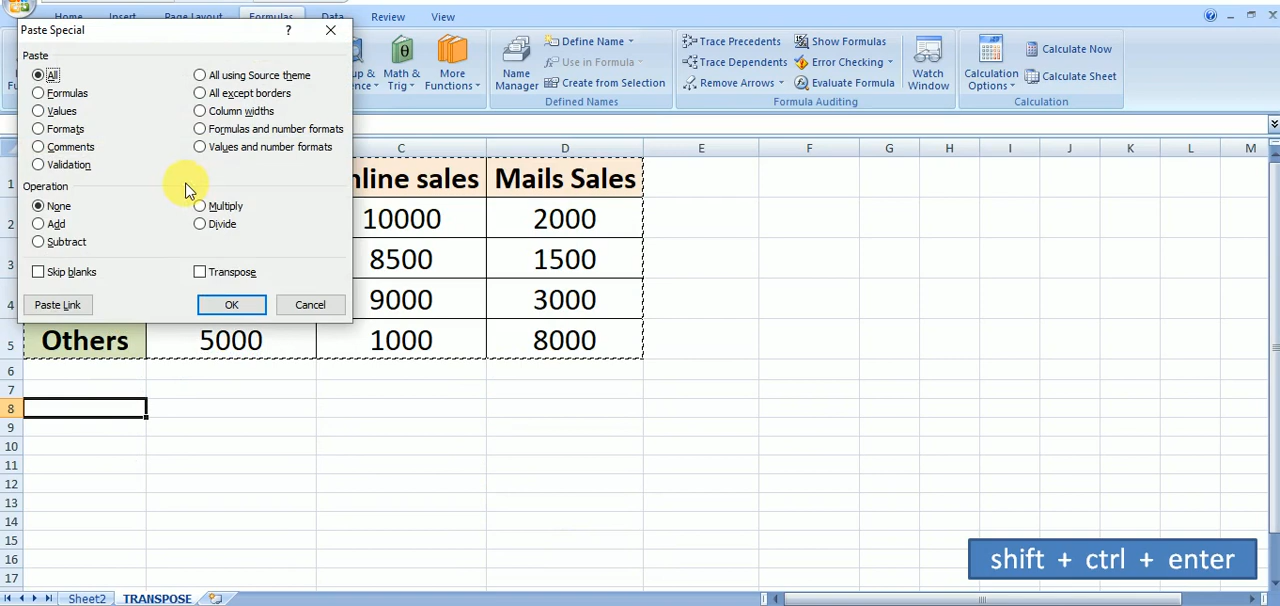 Home Insert Page Layout Formulas Data Review View
Paste Special ?
Paste
All All using Source theme
Formulas All except borders
Values Column widths
Formats Formulas and number formats
Comments Values and number formats
Validation
Operation
None Multiply
Add Divide
Subtract
Skip blanks Transpose
Paste Link OK Cancel
Math & Trig
More Functions
Name Manager
Define Name
Use in Formula
Create from Selection
Defined Names
Trace Precedents
Trace Dependents
Remove Arrows
Show Formulas
Error Checking
Evaluate Formula
Formula Auditing
Watch Window
Calculation Options
Calculate Now
Calculate Sheet
Calculation
C D E F G H I J K L M
1 nline sales Mails Sales
2 10000 2000
3 8500 1500
4 9000 3000
5 Others 5000 1000 8000
6
7
8
9
10
11
12
13
14
15
16
17
shift + ctrl + enter
Sheet2 TRANSPOSE